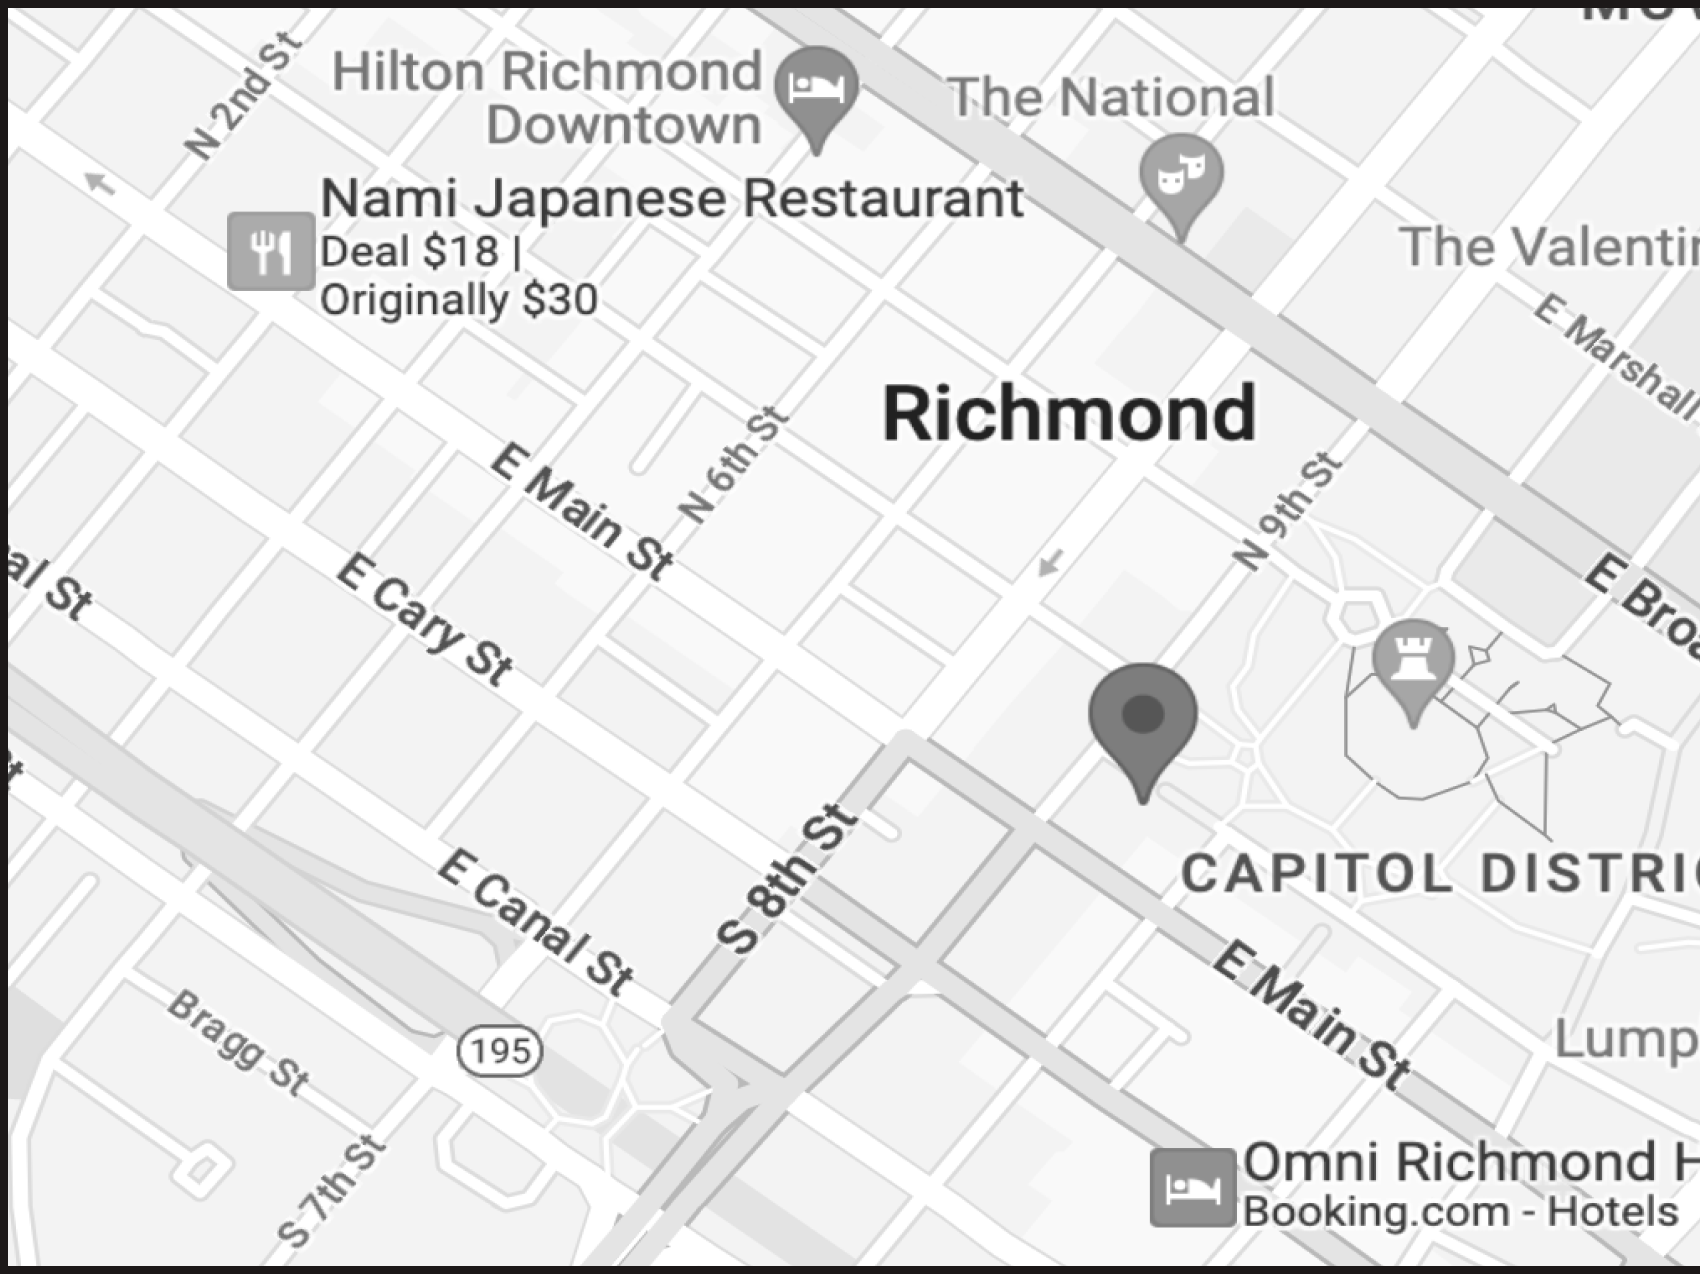 N 2nd St
Hilton Richmond
Downtown
The National
Nami Japanese Restaurant
Deal $18 |
Originally $30
The Valentin
E Marshall
Richmond
N 6th St
N 9th St
E Main St
E Cary St
al St
E Broa
St
S 8th St
E Canal St
CAPITOL DISTRIC
E Main St
Bragg St
195
Lump
S 7th St
Omni Richmond H
Booking.com - Hotels